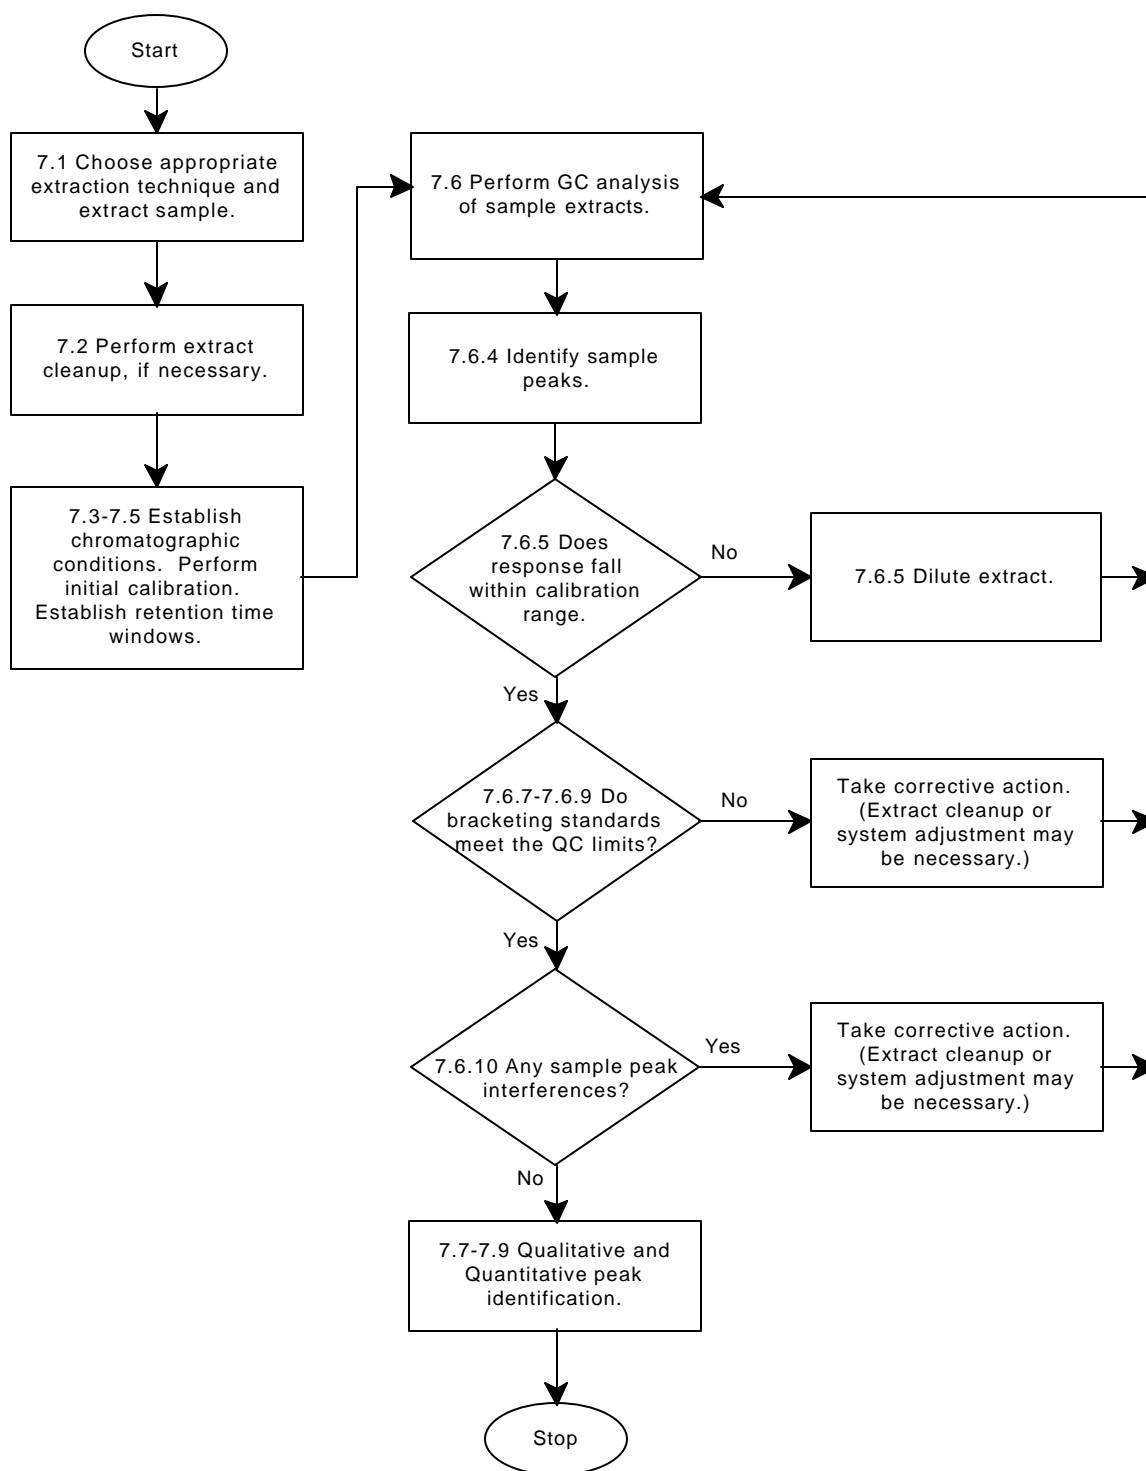 Start
7.1 Choose appropriate
extraction technique and
extract sample.
7.2 Perform extract
cleanup, if necessary.
7.3-7.5 Establish
chromatographic
conditions. Perform
initial calibration.
Establish retention time
windows.
7.6 Perform GC analysis
of sample extracts.
7.6.4 Identify sample
peaks.
7.6.5 Does
response fall
within calibration
range.
No
7.6.5 Dilute extract.
Yes
7.6.7-7.6.9 Do
bracketing standards
meet the QC limits?
No
Take corrective action.
(Extract cleanup or
system adjustment may
be necessary.)
Yes
7.6.10 Any sample peak
interferences?
Yes
Take corrective action.
(Extract cleanup or
system adjustment may
be necessary.)
No
7.7-7.9 Qualitative and
Quantitative peak
identification.
Stop